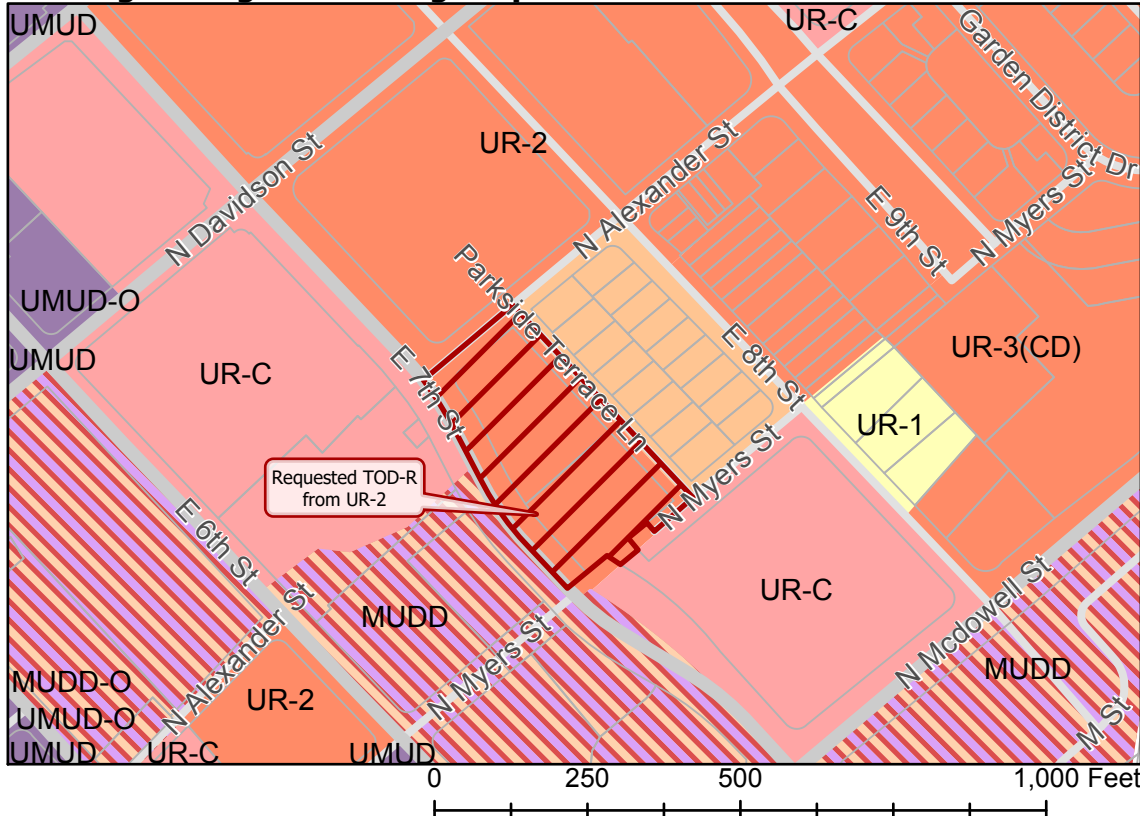 UMUD
UR-C
Garden District Dr
UR-2
N Davidson St
N Alexander St
E 9th St
N Myers St
Parkside Terrace Ln
UMUD-O
UMUD
UR-C
E 7th St
E 8th St
UR-3(CD)
UR-1
Requested TOD-R
from UR-2
N Myers St
E 6th St
UR-C
MUDD
N Alexander St
N Myers St
N Mcdowell St
MUDD
MUDD-O
UR-2
UMUD-O
M St
UMUD
UR-C
UMUD
0 250 500 1,000 Feet